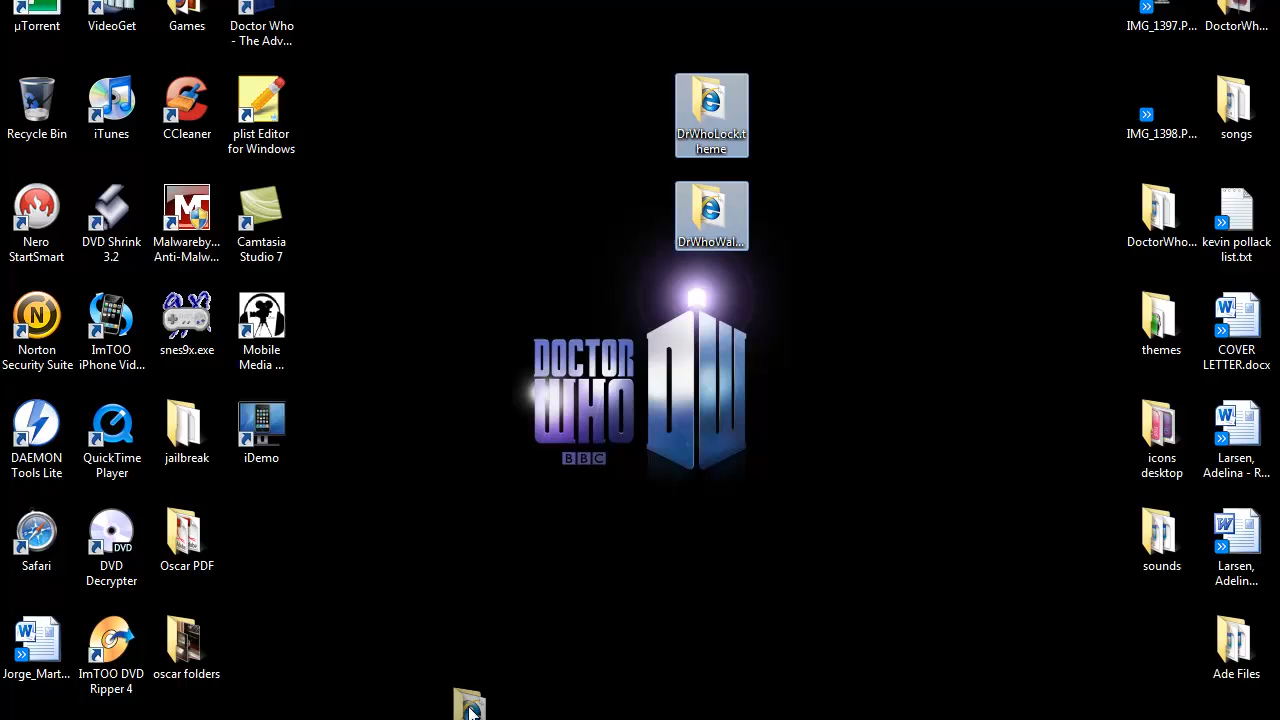 µTorrent
VideoGet
Games
Doctor Who
- The Adv...
IMG_1397.P...
DoctorWh...
Recycle Bin
iTunes
CCleaner
plist Editor
for Windows
DrWhoLock.t
heme
IMG_1398.P...
songs
Nero
StartSmart
DVD Shrink
3.2
Malwareby...
Anti-Malw...
Camtasia
Studio 7
DrWhoWal...
DoctorWho...
kevin pollack
list.txt
Norton
Security Suite
ImTOO
iPhone Vid...
snes9x.exe
Mobile
Media ...
DOCTOR
WHO
BBC
DW
themes
COVER
LETTER.docx
DAEMON
Tools Lite
QuickTime
Player
jailbreak
iDemo
icons
desktop
Larsen,
Adelina - R...
Safari
DVD
DVD
Decrypter
Oscar PDF
sounds
Larsen,
Adelin...
Jorge_Mart...
ImTOO DVD
Ripper 4
oscar folders
Ade Files